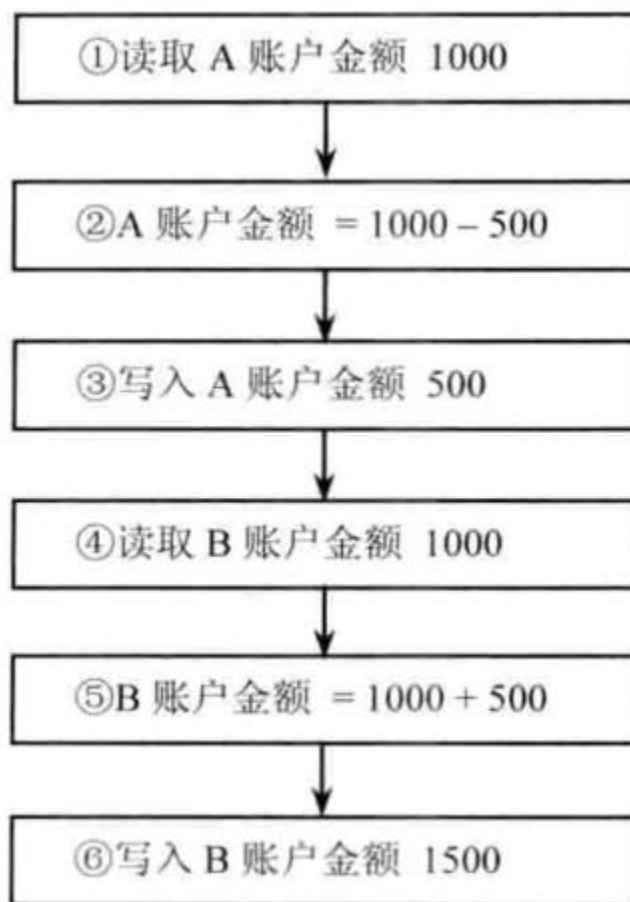 ①读取 A 账户金额 1000
②A 账户金额 = 1000 – 500
③写入 A 账户金额 500
④读取 B 账户金额 1000
⑤B 账户金额 = 1000 + 500
⑥写入 B 账户金额 1500